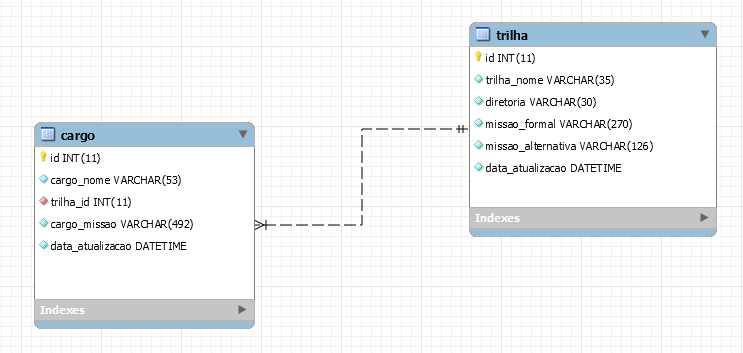 trilha
id INT(11)
trilha_nome VARCHAR(35)
diretoria VARCHAR(30)
missao_formal VARCHAR(270)
missao_alternativa VARCHAR(126)
data_atualizacao DATETIME
Indexes
cargo
id INT(11)
cargo_nome VARCHAR(53)
trilha_id INT(11)
cargo_missao VARCHAR(492)
data_atualizacao DATETIME
Indexes